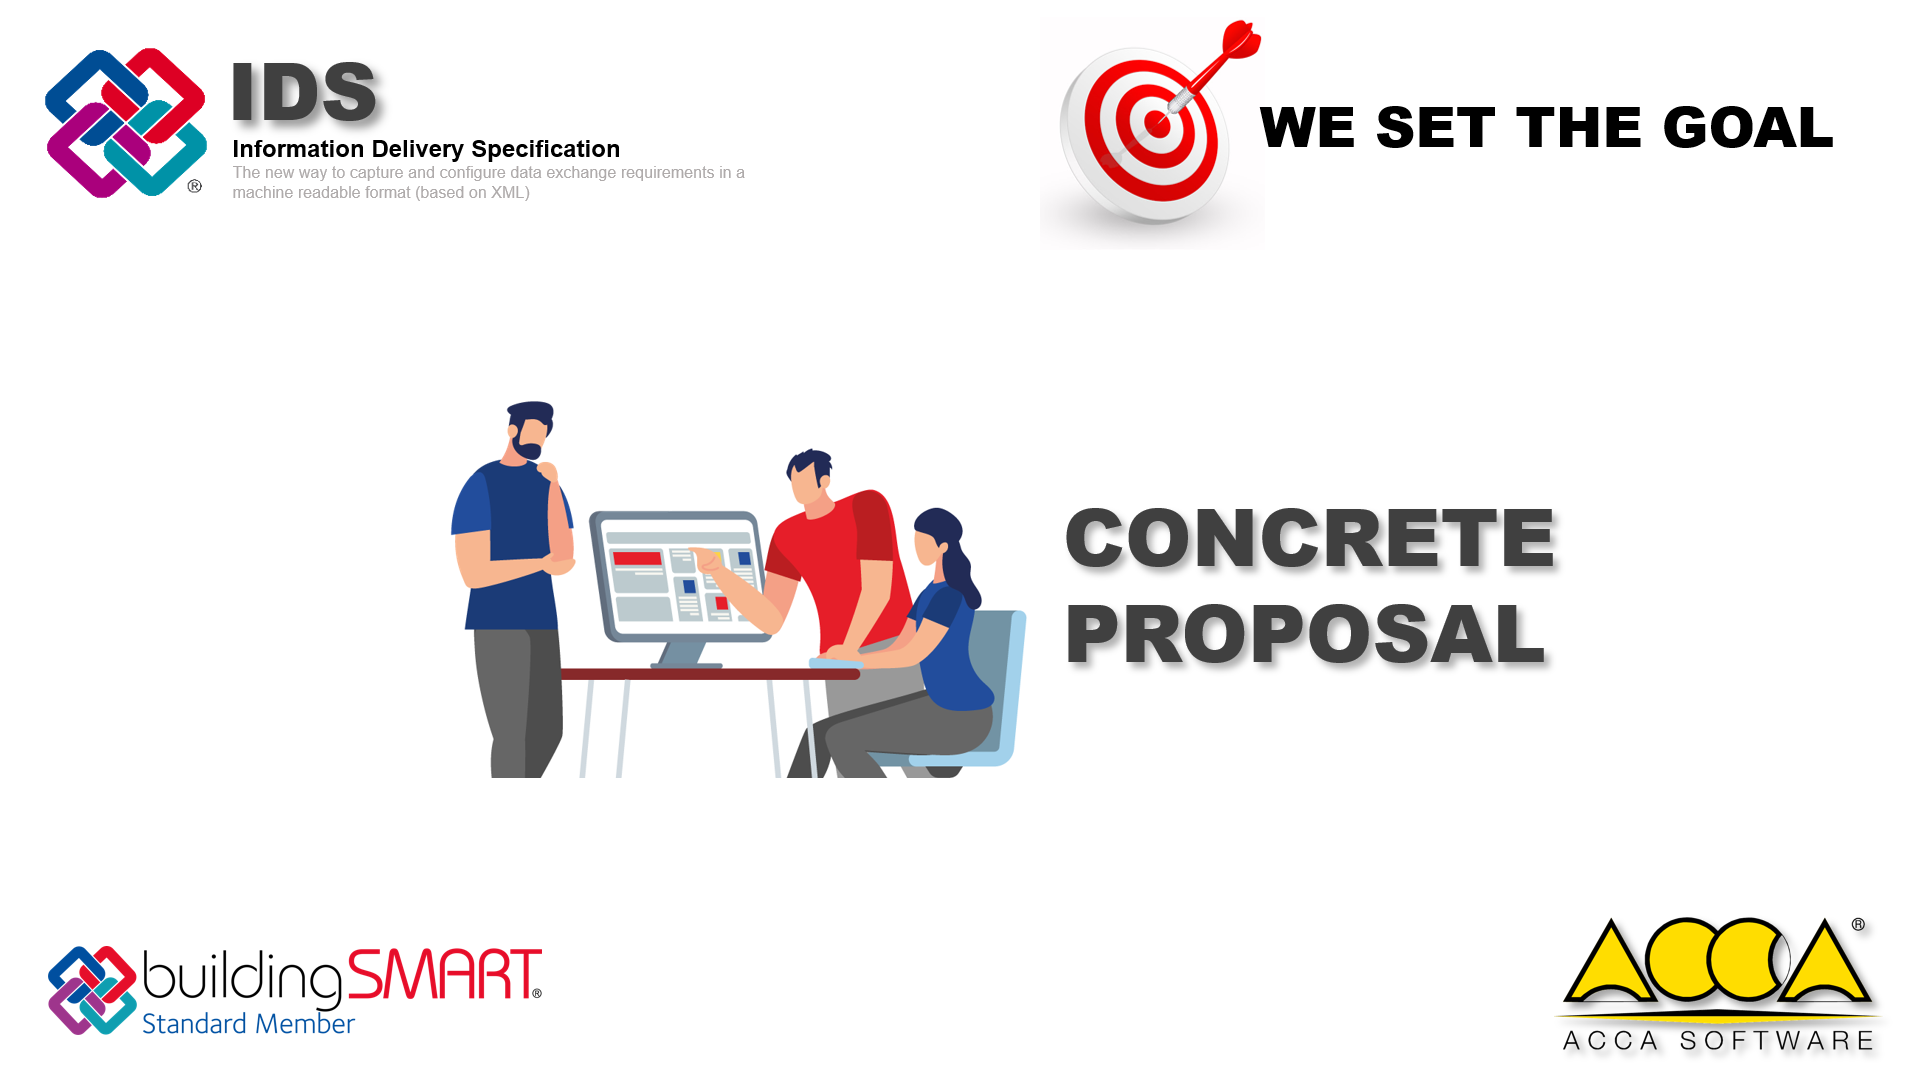 IDS
Information Delivery Specification
The new way to capture and configure data exchange requirements in a
machine readable format (based on XML)
®
WE SET THE GOAL
CONCRETE
PROPOSAL
buildingSMART®
Standard Member
ACCA®
ACCA SOFTWARE